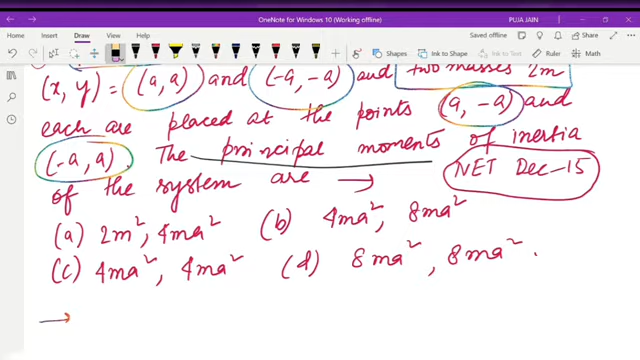 OneNote for Windows 10 (Working offline)
PUJA JAIN
File Home Insert Draw View Help
Saved offline
Shapes Ink to Shape Ink to Text
(x, y) = (a, a) and (-a, -a) and two masses 2m
each are placed at the points (a, -a) and
(-a, a). The principal moments of inertia
of the system are → NET Dec-15
(a) 2m², 4ma² (b) 4ma², 8ma²
(c) 4ma², 4ma² (d) 8ma², 8ma².
→